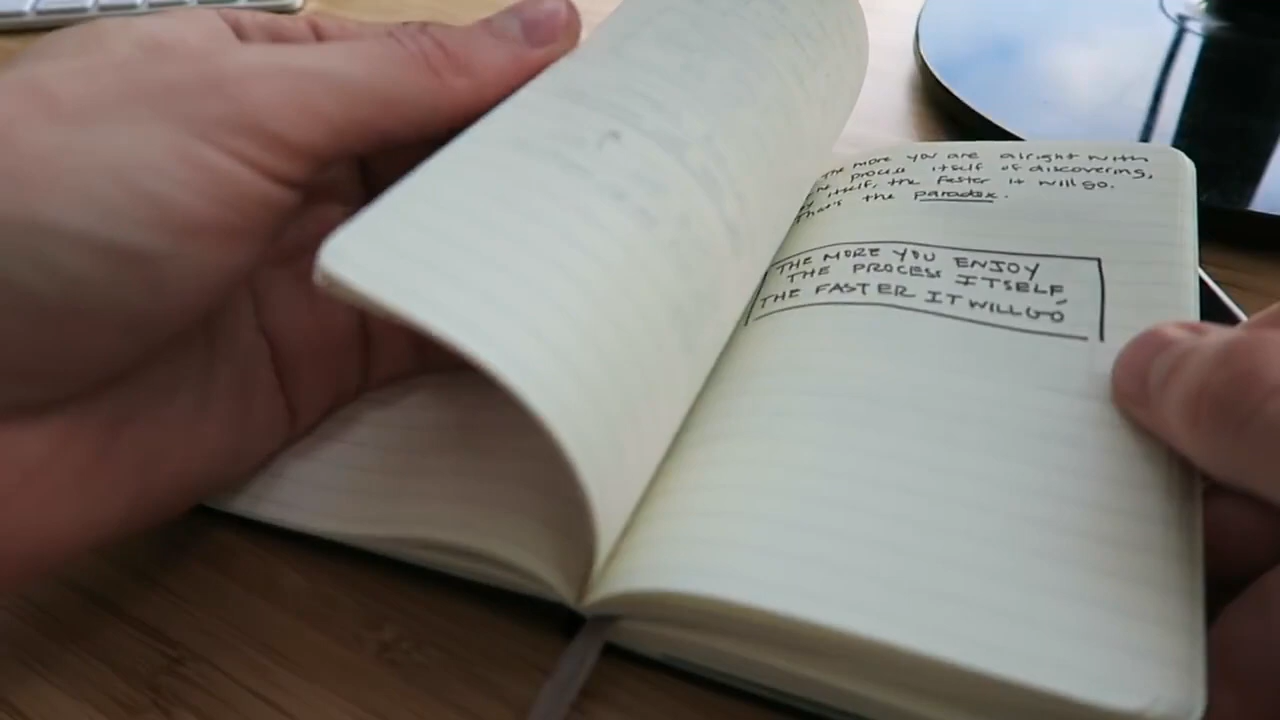 The more you are alright with
process itself of discovering,
itself, the faster it will go.
That's the paradox.
THE MORE YOU ENJOY
THE PROCESS ITSELF,
THE FASTER IT WILL GO